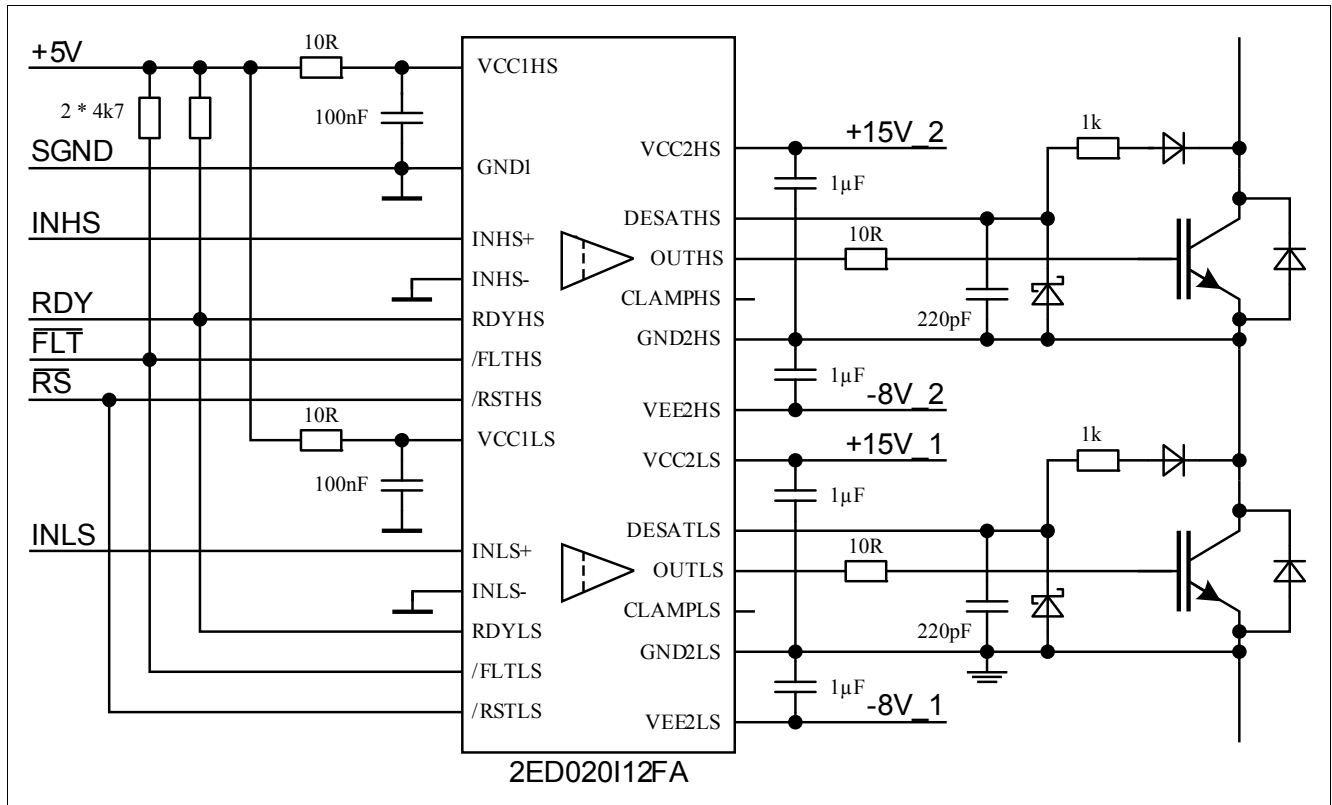 +5V
10R
VCC1HS
2 * 4k7
100nF
SGND
GND1
INHS
INHS+
INHS-
RDY
RDYHS
FLT
/FLTHS
RS
/RSTHS
10R
VCC1LS
100nF
INLS
INLS+
INLS-
RDYLS
/FLTLS
/RSTLS
VCC2HS
+15V_2
1k
1µF
DESATHS
10R
OUTHS
CLAMPHS
220pF
GND2HS
1µF
-8V_2
VEE2HS
+15V_1
VCC2LS
1k
1µF
DESATLS
10R
OUTLS
CLAMPLS
220pF
GND2LS
1µF
-8V_1
VEE2LS
2ED020I12FA